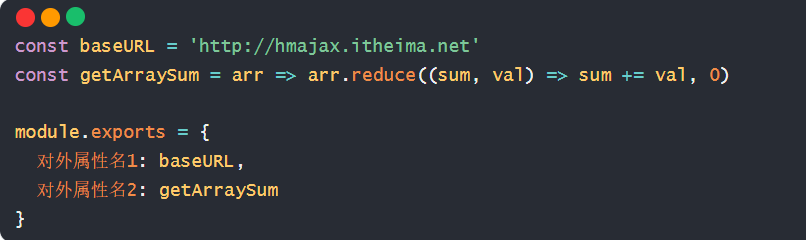 const baseURL = 'http://hmajax.itheima.net'
const getArraySum = arr => arr.reduce((sum, val) => sum += val, 0)
module.exports = {
对外属性名1: baseURL,
对外属性名2: getArraySum
}